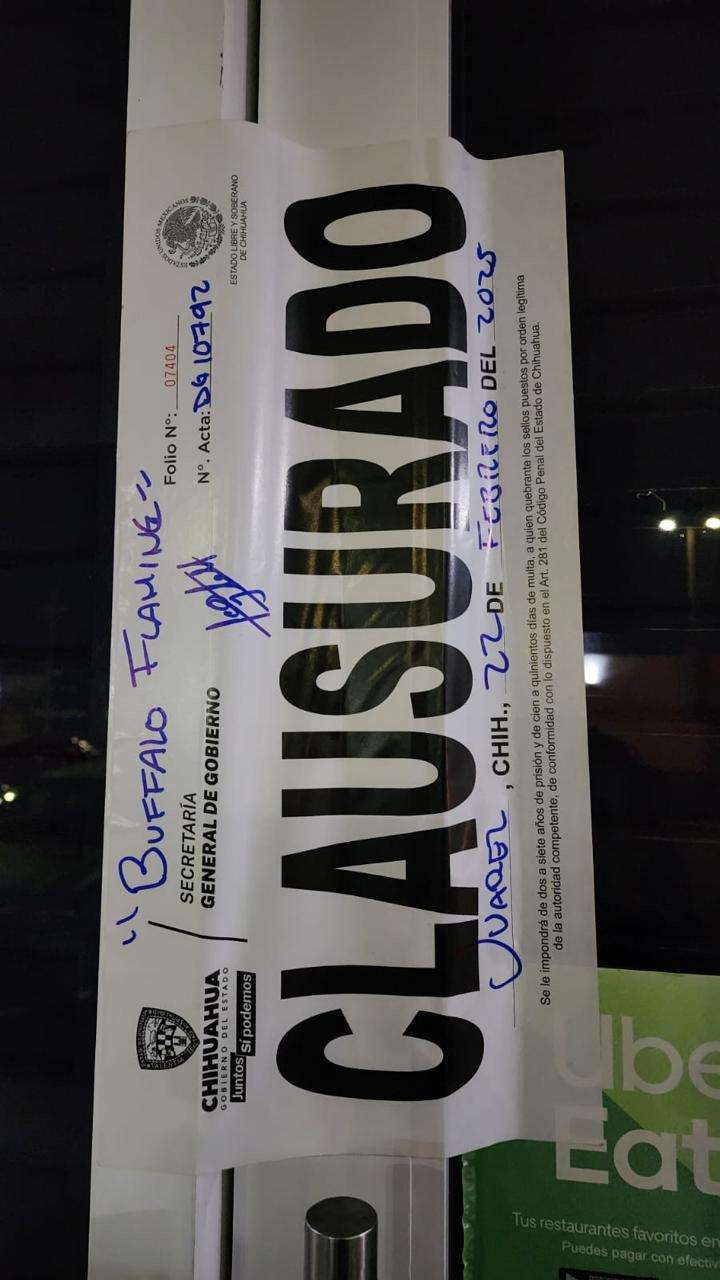 "BUFFALO FLAMING"
CHIHUAHUA
GOBIERNO DEL ESTADO
Juntos Sí podemos
SECRETARÍA
GENERAL DE GOBIERNO
Folio Nº: 07404
Nº. Acta: DG10792
ESTADOS UNIDOS MEXICANOS
ESTADO LIBRE Y SOBERANO
DE CHIHUAHUA
CLAUSURADO
JUAREZ, CHIH., 22 DE FEBRERO DEL 2025
Se le impondrá de dos a siete años de prisión y de cien a quinientos días de multa, a quien quebrante los sellos puestos por orden legítima
de la autoridad competente, de conformidad con lo dispuesto en el Art. 281 del Código Penal del Estado de Chihuahua.
Ube
Eat
Tus restaurantes favoritos en
Puedes pagar con efectiv